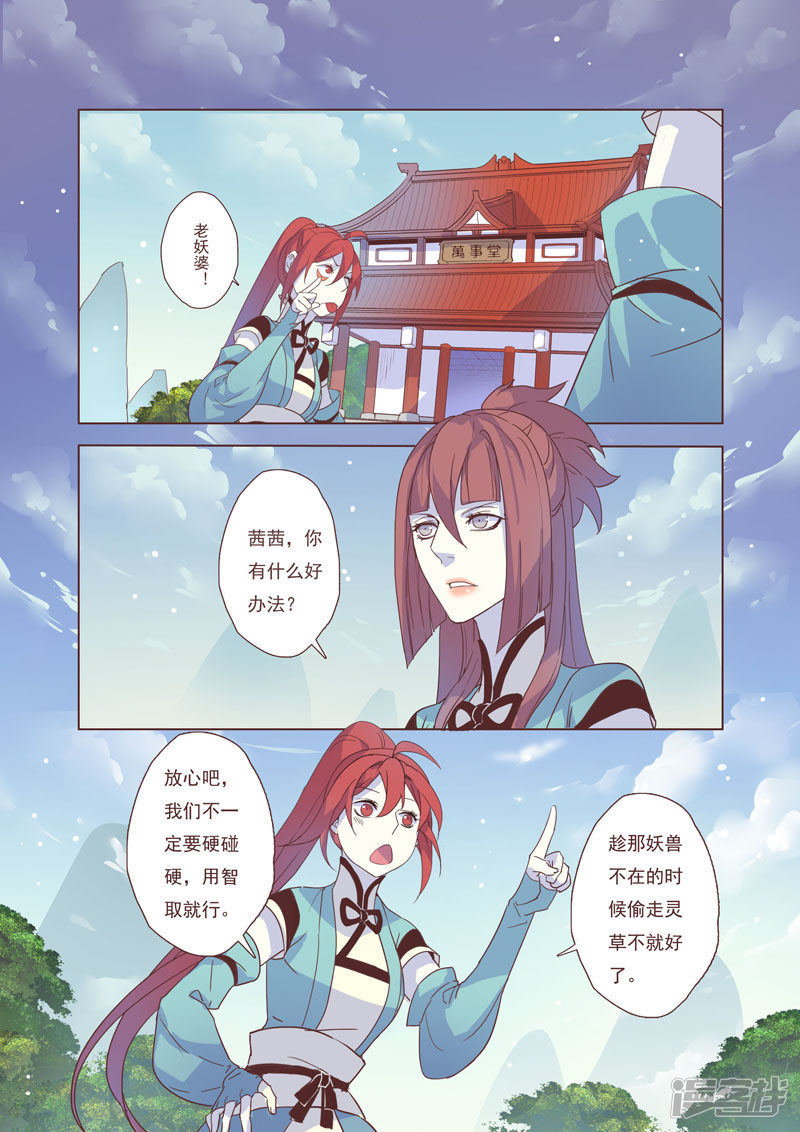 老妖婆！
萬事堂
茜茜，你
有什么好
办法？
放心吧，
我们不一
定要硬碰
硬，用智
取就行。
趁那妖兽
不在的时
候偷走灵
草不就好
了。
漫客栈